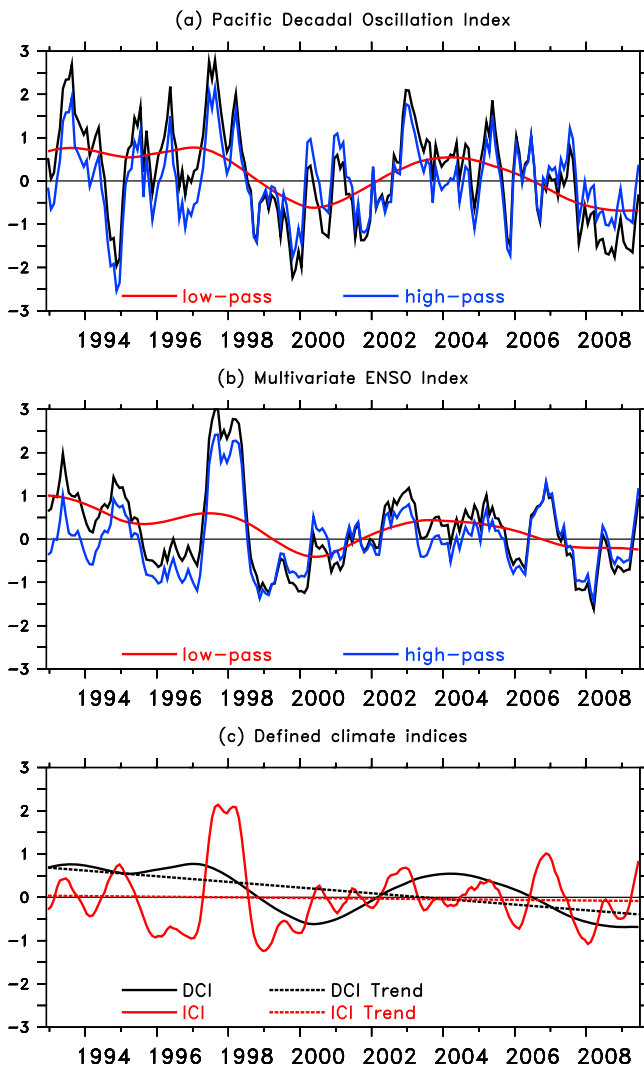 (a) Pacific Decadal Oscillation Index
3
2
1
0
-1
-2
-3
low-pass high-pass
1994 1996 1998 2000 2002 2004 2006 2008
(b) Multivariate ENSO Index
3
2
1
0
-1
-2
-3
low-pass high-pass
1994 1996 1998 2000 2002 2004 2006 2008
(c) Defined climate indices
3
2
1
0
-1
-2
-3
DCI DCI Trend
ICI ICI Trend
1994 1996 1998 2000 2002 2004 2006 2008